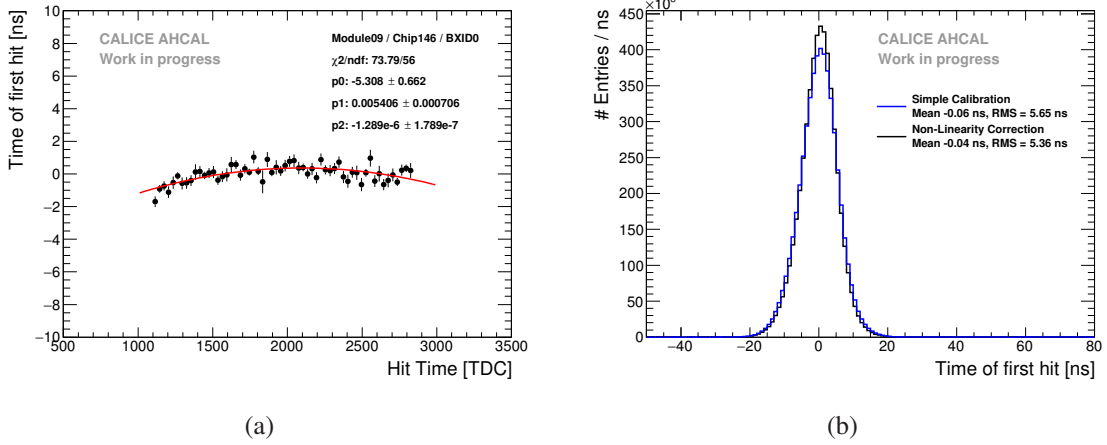 CALICE AHCAL
Work in progress
Module09 / Chip146 / BXID0
χ2/ndf: 73.79/56
p0: -5.308 ± 0.662
p1: 0.005406 ± 0.000706
p2: -1.289e-6 ± 1.789e-7
Time of first hit [ns]
10
8
6
4
2
0
−2
−4
−6
−8
−10
500 1000 1500 2000 2500 3000 3500
Hit Time [TDC]
(a)
CALICE AHCAL
Work in progress
Simple Calibration
Mean -0.06 ns, RMS = 5.65 ns
Non-Linearity Correction
Mean -0.04 ns, RMS = 5.36 ns
# Entries / ns
450
400
350
300
250
200
150
100
50
0
−40 −20 0 20 40 60 80
Time of first hit [ns]
(b)